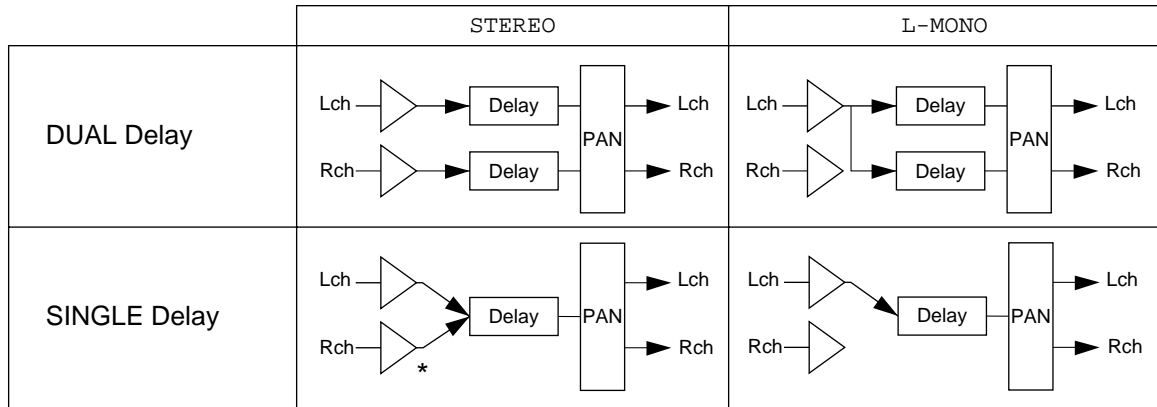 STEREO L-MONO
DUAL Delay
Lch Delay PAN Lch
Rch Delay Rch
Lch Delay PAN Lch
Rch Delay Rch
SINGLE Delay
Lch Lch
Delay PAN
Rch * Rch
Lch Lch
Delay PAN
Rch Rch